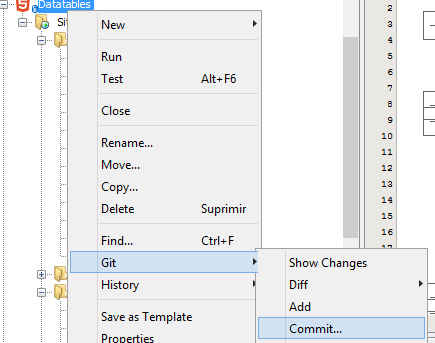 Datatables
Sit
New
Run
Test Alt+F6
Close
Rename...
Move...
Copy...
Delete Suprimir
Find... Ctrl+F
Git
History
Save as Template
Properties
Show Changes
Diff
Add
Commit...
2
3
4
5
6
7
8
9
10
11
12
13
14
15
16
17